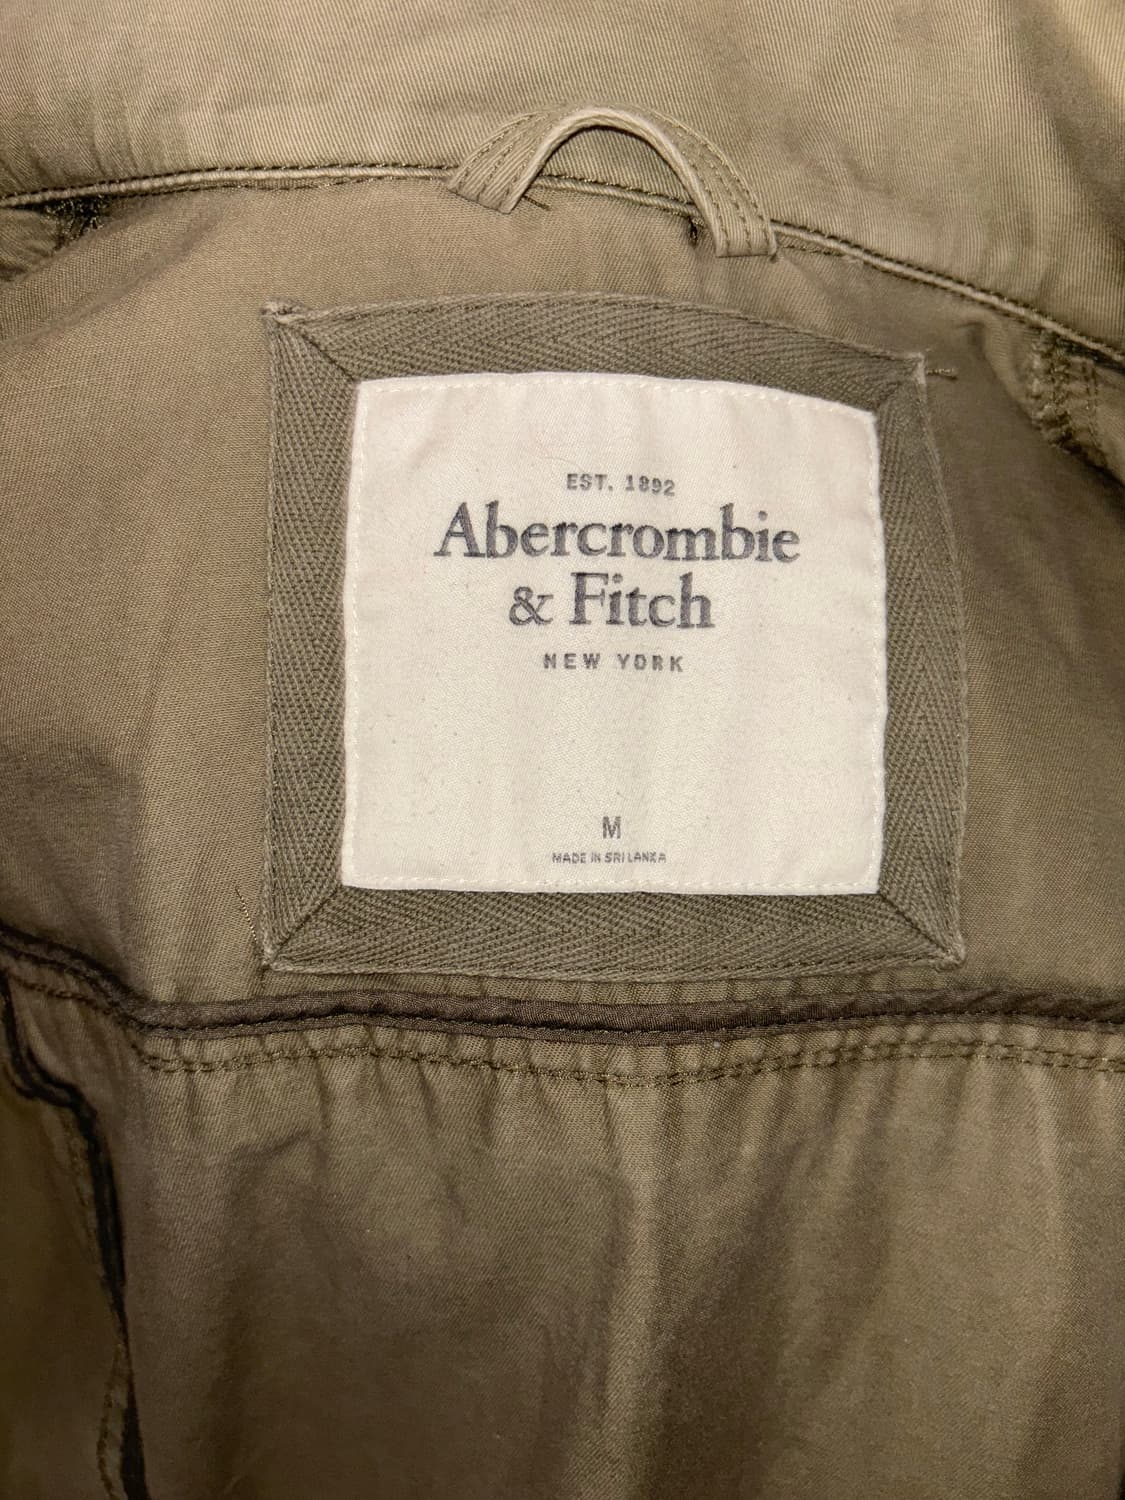 EST. 1892
Abercrombie
& Fitch
NEW YORK
M
MADE IN SRI LANKA